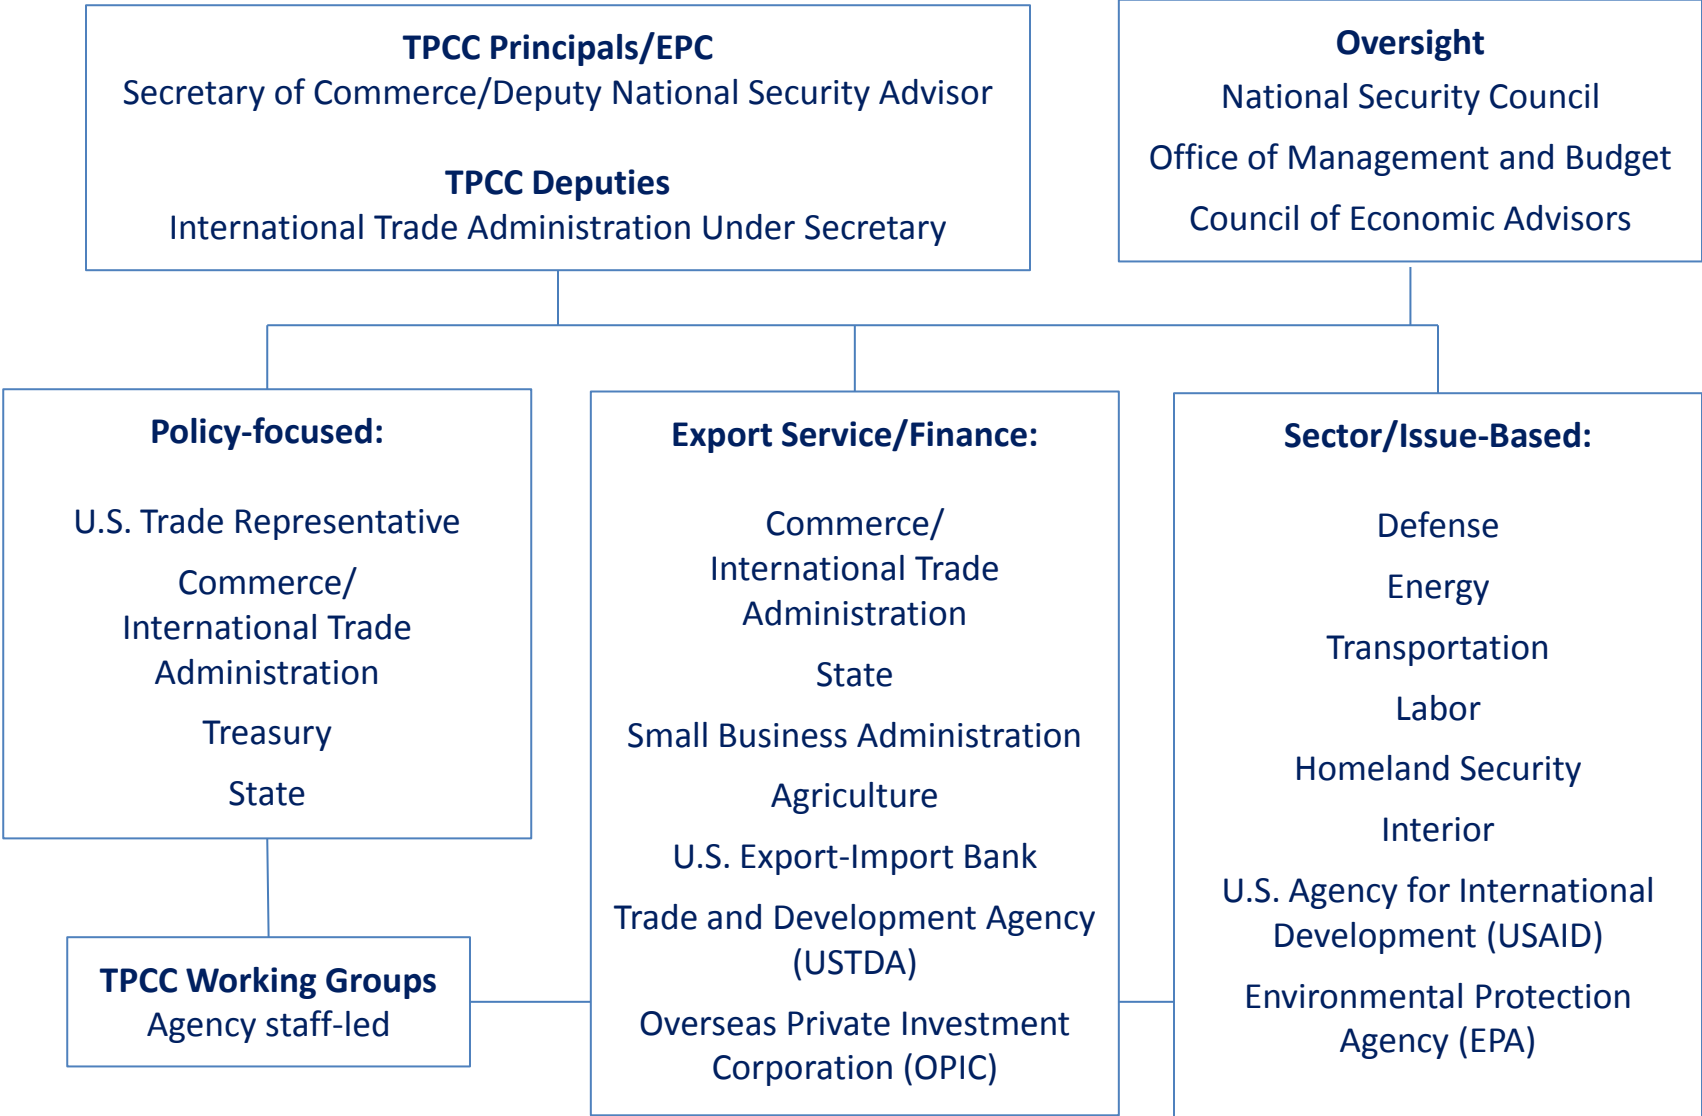 TPCC Principals/EPC
Secretary of Commerce/Deputy National Security Advisor
TPCC Deputies
International Trade Administration Under Secretary
Oversight
National Security Council
Office of Management and Budget
Council of Economic Advisors
Policy-focused:
U.S. Trade Representative
Commerce/
International Trade
Administration
Treasury
State
TPCC Working Groups
Agency staff-led
Export Service/Finance:
Commerce/
International Trade
Administration
State
Small Business Administration
Agriculture
U.S. Export-Import Bank
Trade and Development Agency
(USTDA)
Overseas Private Investment
Corporation (OPIC)
Sector/Issue-Based:
Defense
Energy
Transportation
Labor
Homeland Security
Interior
U.S. Agency for International
Development (USAID)
Environmental Protection
Agency (EPA)